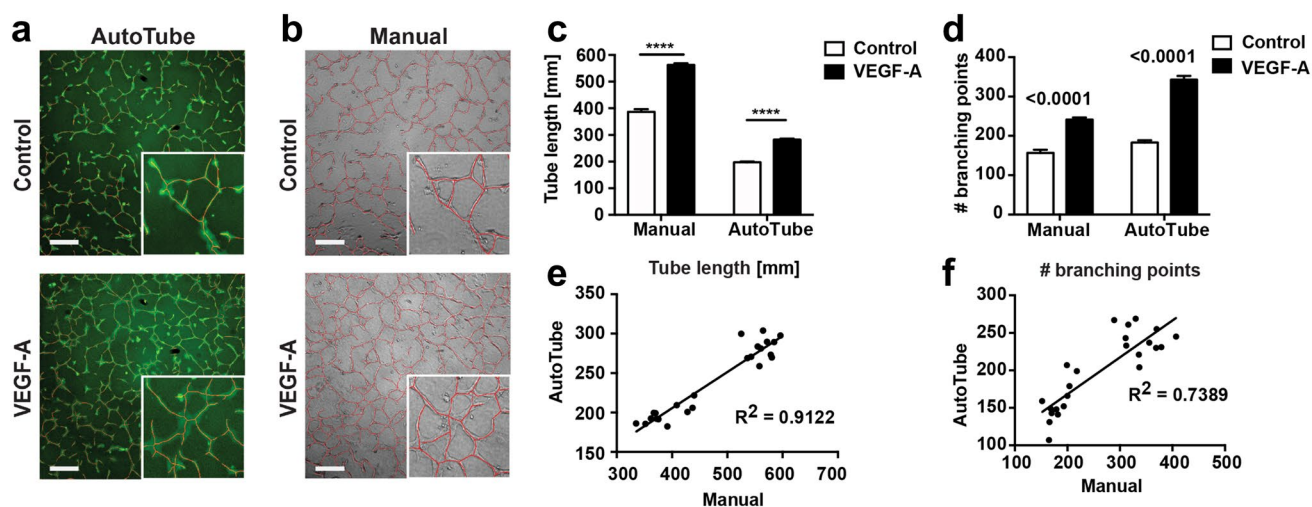 a
AutoTube
Control
VEGF-A
b
Manual
Control
VEGF-A
c
Tube length [mm]
600
500
400
300
200
100
0
****
****
Manual
AutoTube
Control
VEGF-A
d
# branching points
400
300
200
100
0
<0.0001
<0.0001
Manual
AutoTube
Control
VEGF-A
e
Tube length [mm]
AutoTube
350
300
250
200
150
R² = 0.9122
300 400 500 600 700
Manual
f
# branching points
AutoTube
300
250
200
150
100
R² = 0.7389
100 200 300 400 500
Manual